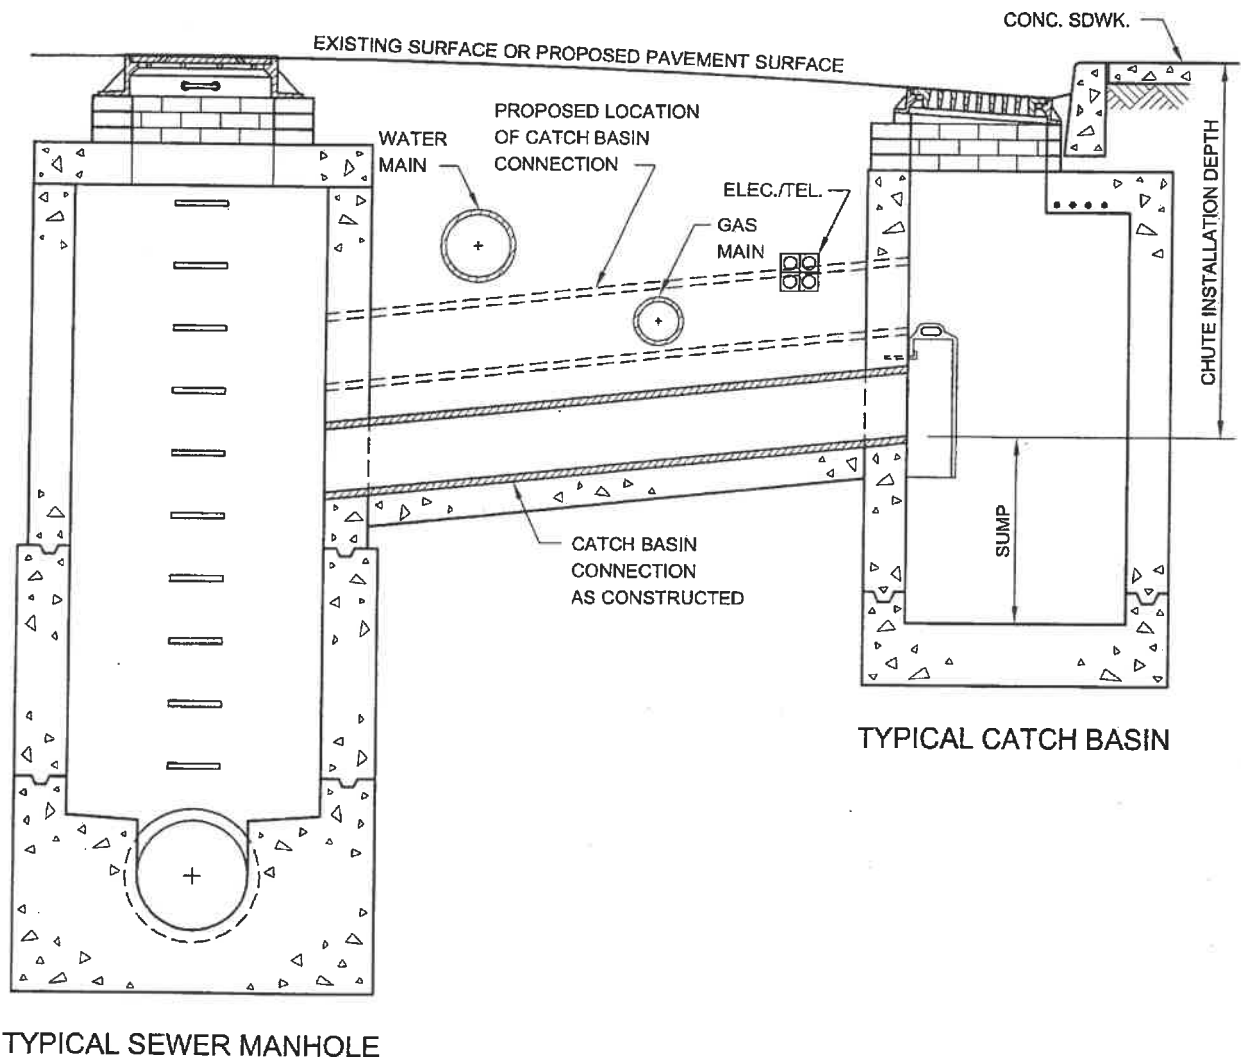 CONC. SDWK.
EXISTING SURFACE OR PROPOSED PAVEMENT SURFACE
WATER
MAIN
PROPOSED LOCATION
OF CATCH BASIN
CONNECTION
ELEC./TEL.
GAS
MAIN
CHUTE INSTALLATION DEPTH
SUMP
CATCH BASIN
CONNECTION
AS CONSTRUCTED
TYPICAL CATCH BASIN
TYPICAL SEWER MANHOLE